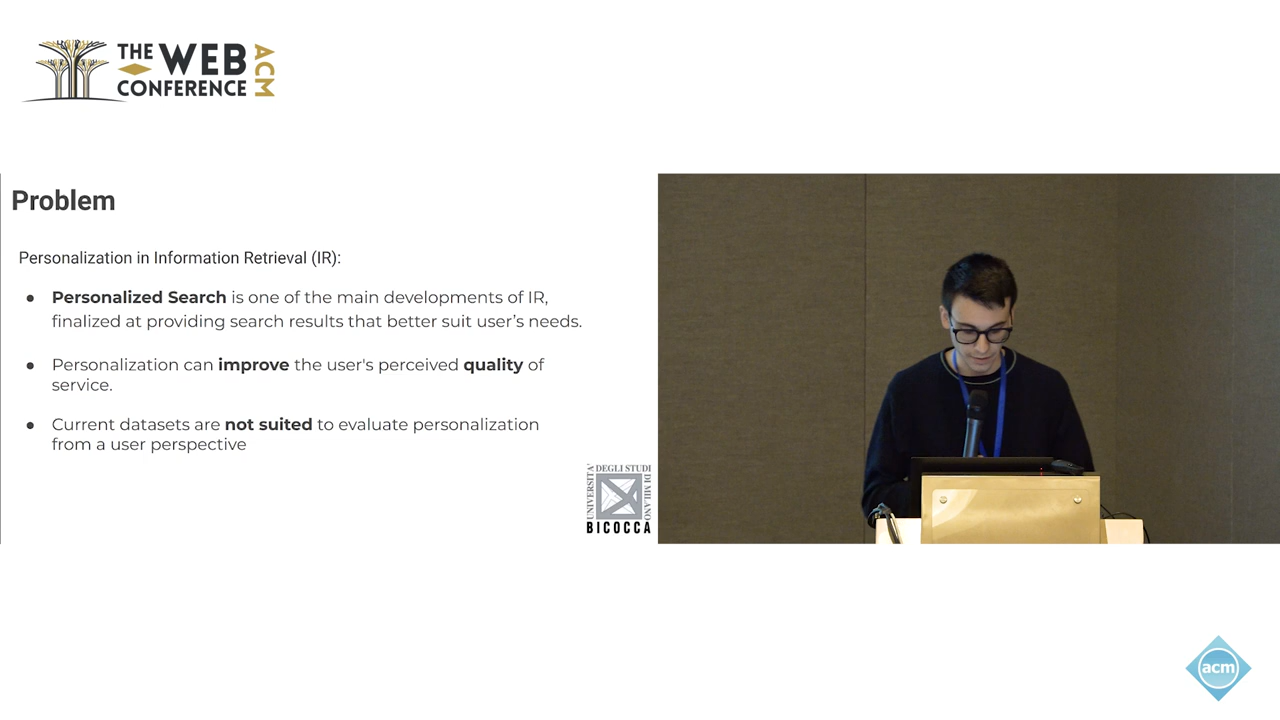 THE WEB
CONFERENCE
ACM
Problem
Personalization in Information Retrieval (IR):
● Personalized Search is one of the main developments of IR,
finalized at providing search results that better suit user’s needs.
● Personalization can improve the user's perceived quality of
service.
● Current datasets are not suited to evaluate personalization
from a user perspective
UNIVERSITA' DEGLI STUDI DI MILANO
BICOCCA
acm